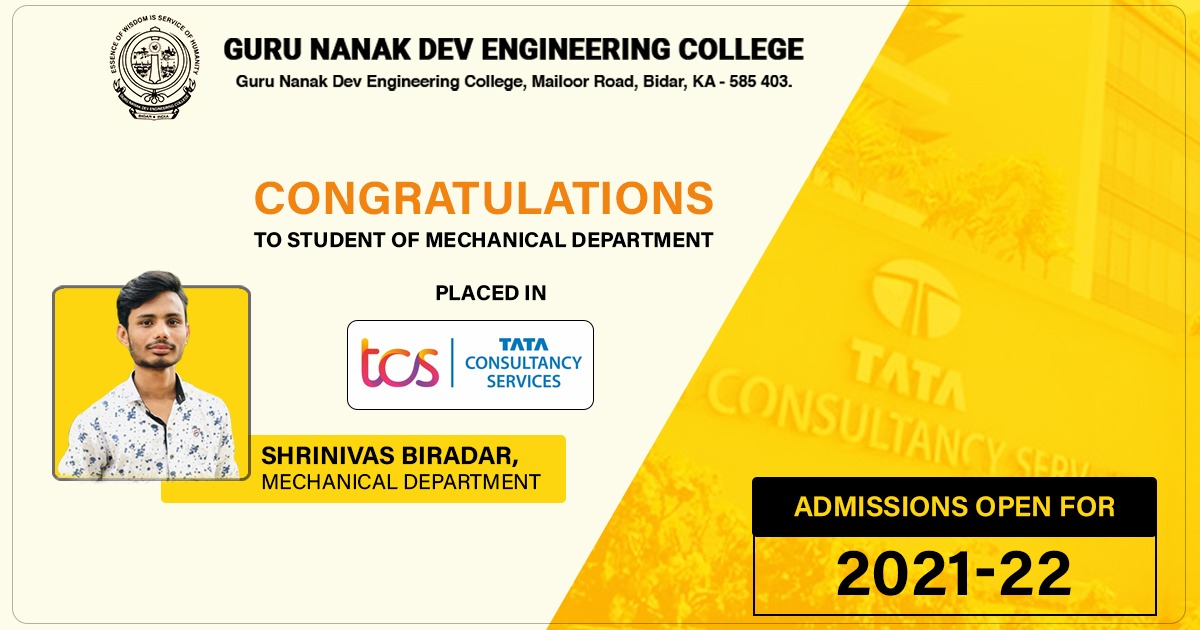 ESSENCE OF WISDOM IS SERVICE OF HUMANITY
GURU NANAK DEV ENGINEERING COLLEGE
BIDAR INDIA
GURU NANAK DEV ENGINEERING COLLEGE
Guru Nanak Dev Engineering College, Mailoor Road, Bidar, KA - 585 403.
CONGRATULATIONS
TO STUDENT OF MECHANICAL DEPARTMENT
PLACED IN
tcs
TATA
CONSULTANCY
SERVICES
SHRINIVAS BIRADAR,
MECHANICAL DEPARTMENT
TATA
CONSULTANCY SERV
ADMISSIONS OPEN FOR
2021-22